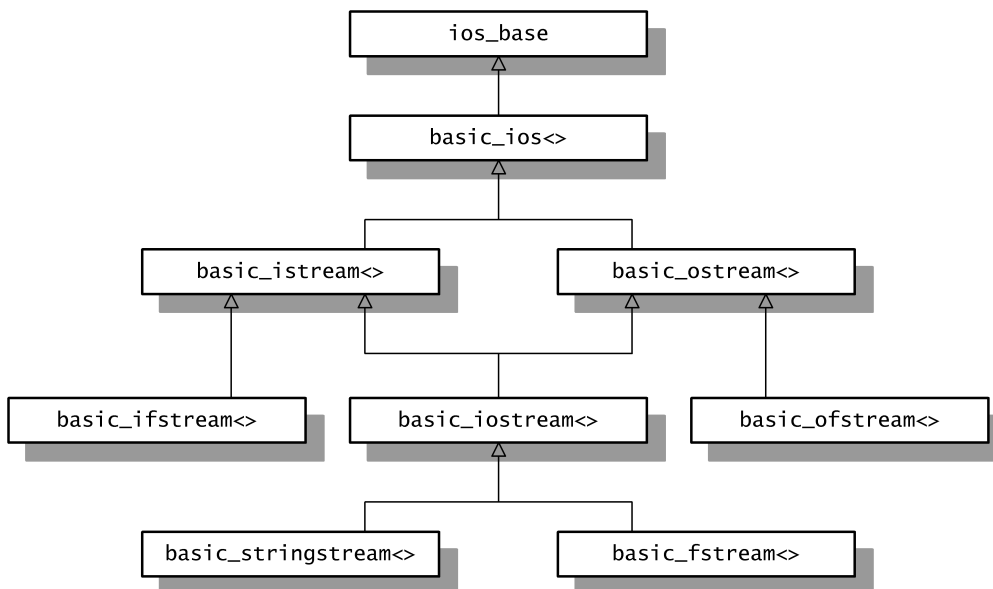 ios_base
basic_ios<>
basic_istream<>
basic_ostream<>
basic_ifstream<>
basic_iostream<>
basic_ofstream<>
basic_stringstream<>
basic_fstream<>